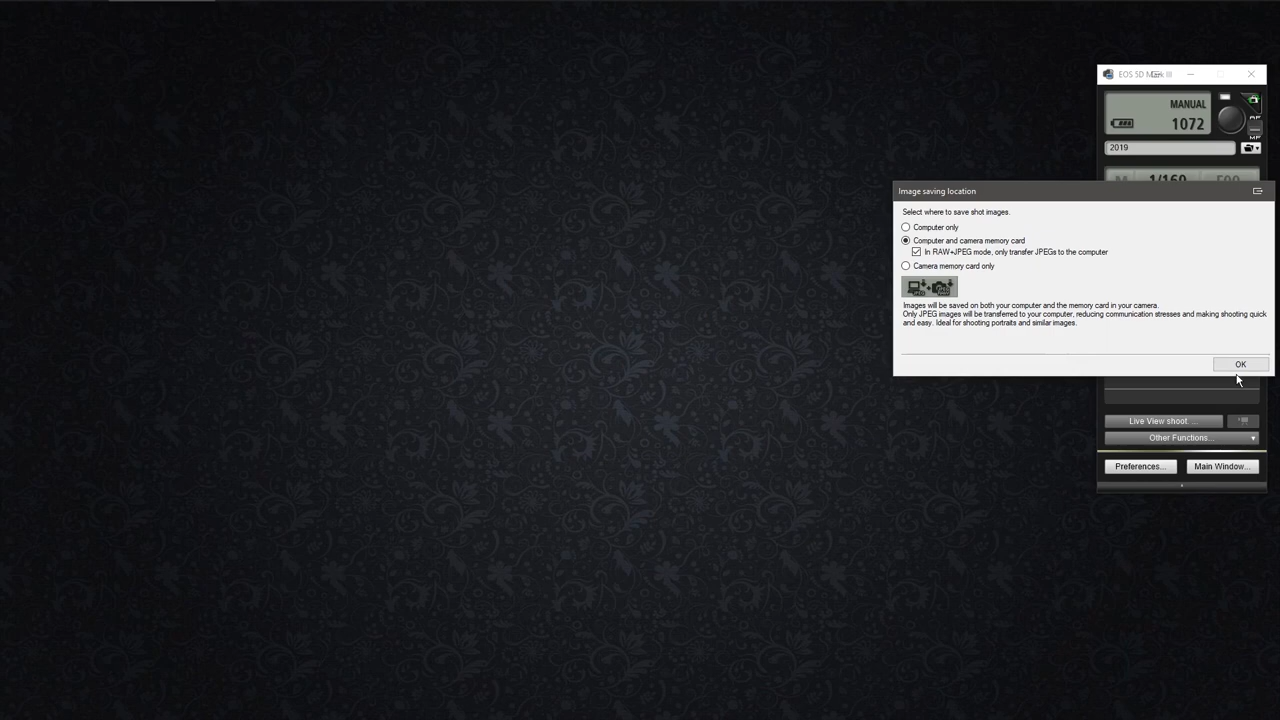 EOS 5D Mark III
MANUAL
1072
2019
1/160
Image saving location
Select where to save shot images.
Computer only
Computer and camera memory card
In RAW+JPEG mode, only transfer JPEGs to the computer
Camera memory card only
Images will be saved on both your computer and the memory card in your camera.
Only JPEG images will be transferred to your computer, reducing communication stresses and making shooting quick
and easy. Ideal for shooting portraits and similar images.
OK
Live View shoot. ...
Other Functions...
Preferences...
Main Window...